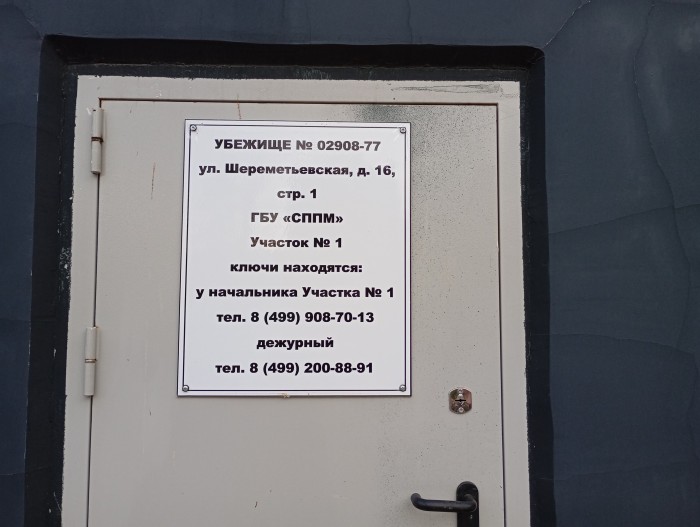 УБЕЖИЩЕ № 02908-77
ул. Шереметьевская, д. 16,
стр. 1
ГБУ «СППМ»
Участок № 1
ключи находятся:
у начальника Участка № 1
тел. 8 (499) 908-70-13
дежурный
тел. 8 (499) 200-88-91